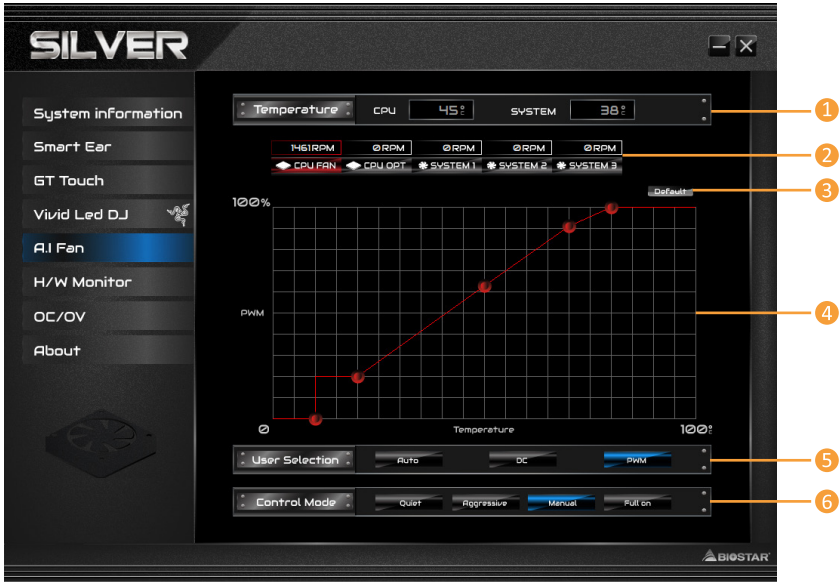 SILVER
System information
Smart Ear
GT Touch
Vivid Led DJ
A.I Fan
H/W Monitor
OC/OV
About
Temperature CPU 45°C SYSTEM 38°C
1
1461RPM 0RPM 0RPM 0RPM 0RPM
2
CPU FAN CPU OPT SYSTEM 1 SYSTEM 2 SYSTEM 3
Default
3
100%
PWM
4
0 Temperature 100°C
User Selection Auto DC PWM
5
Control Mode Quiet Aggressive Manual Full on
6
BIOSTAR